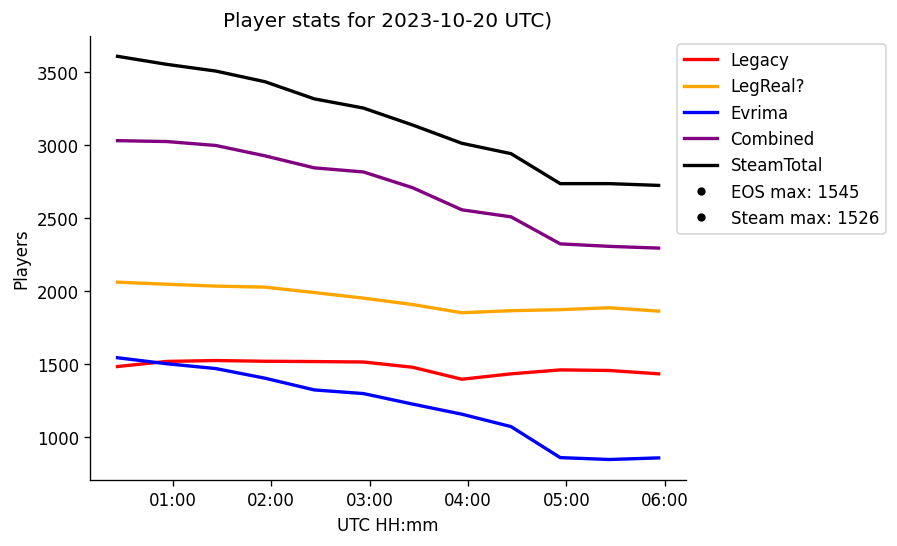 Player stats for 2023-10-20 UTC)
Legacy
LegReal?
Evrima
Combined
SteamTotal
EOS max: 1545
Steam max: 1526
Players
3500
3000
2500
2000
1500
1000
01:00 02:00 03:00 04:00 05:00 06:00
UTC HH:mm